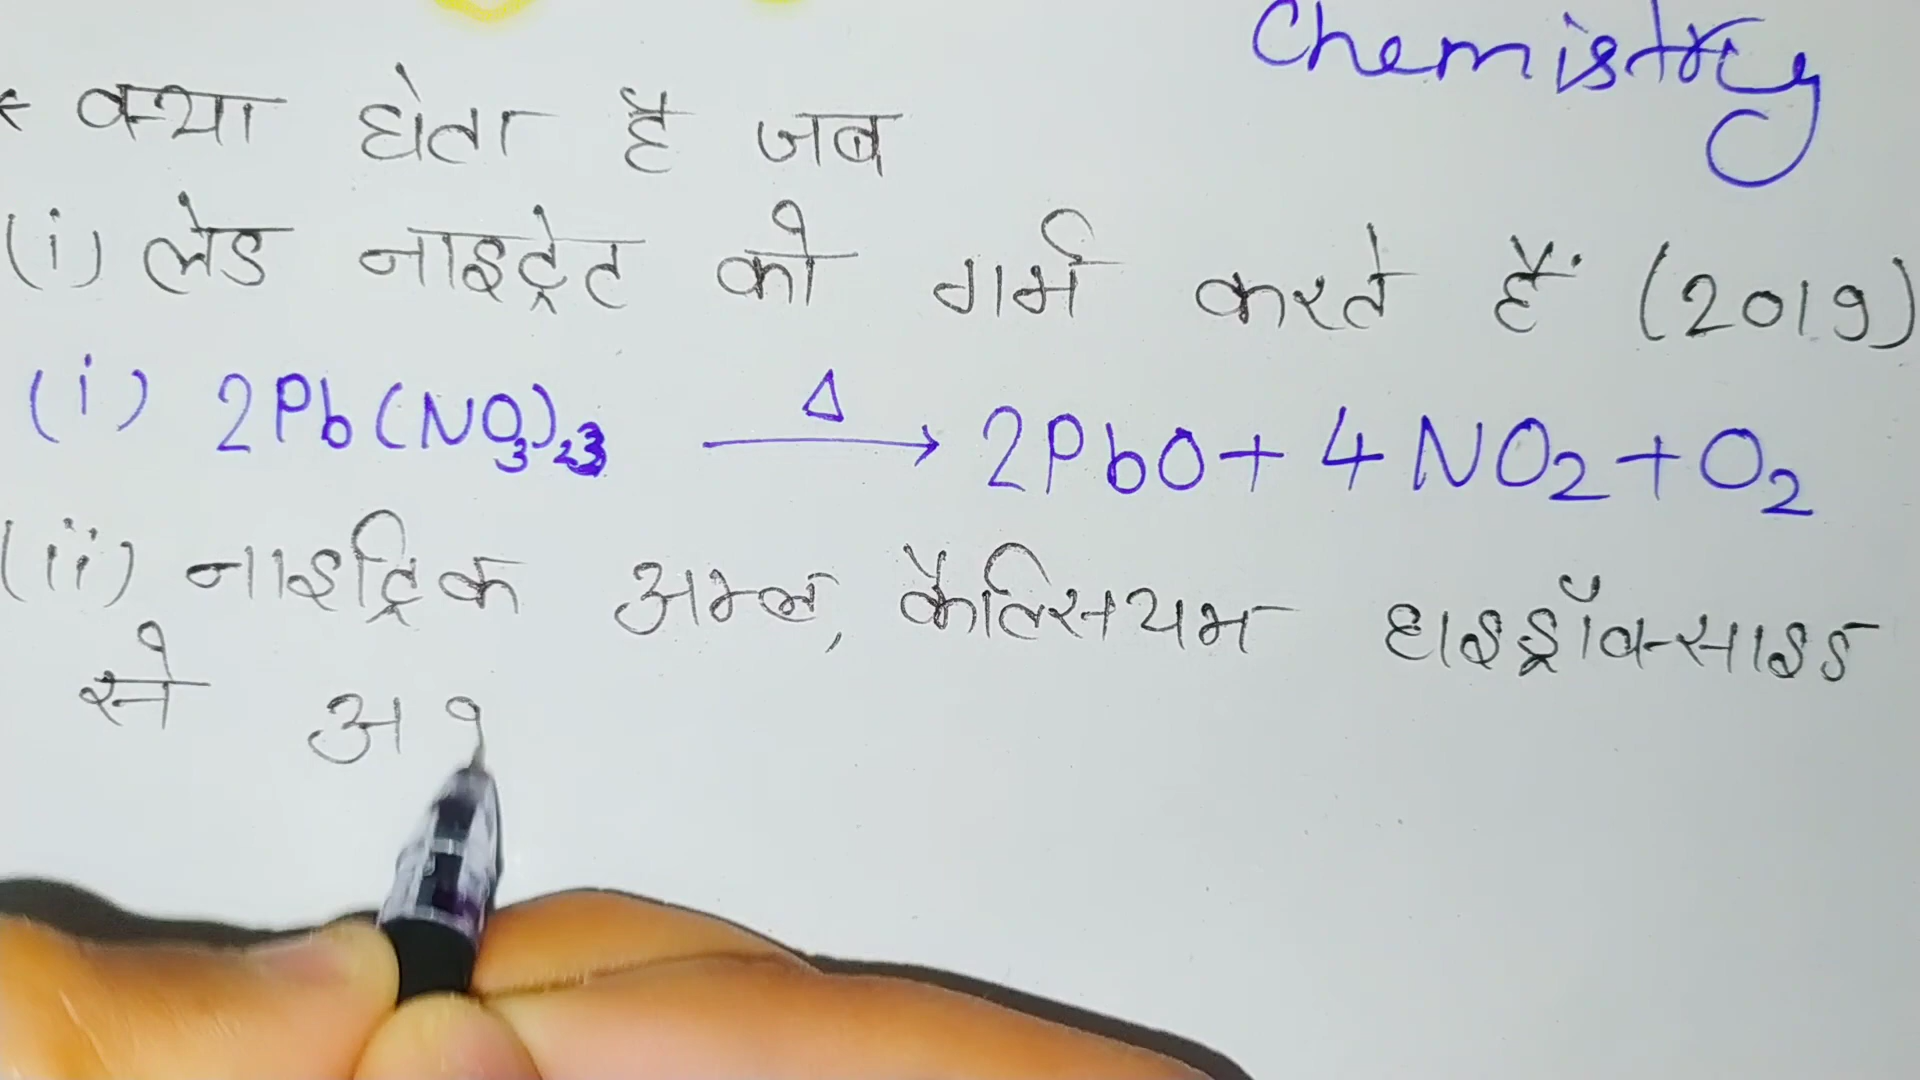 Chemistry
क्या होता है जब
(i) लेड नाइट्रेट को गर्म करते हैं (2019)
(i) 2Pb(NO3)2 Δ → 2PbO + 4NO2 + O2
(ii) नाइट्रिक अम्ल, कैल्सियम हाइड्रॉक्साइड
से अ